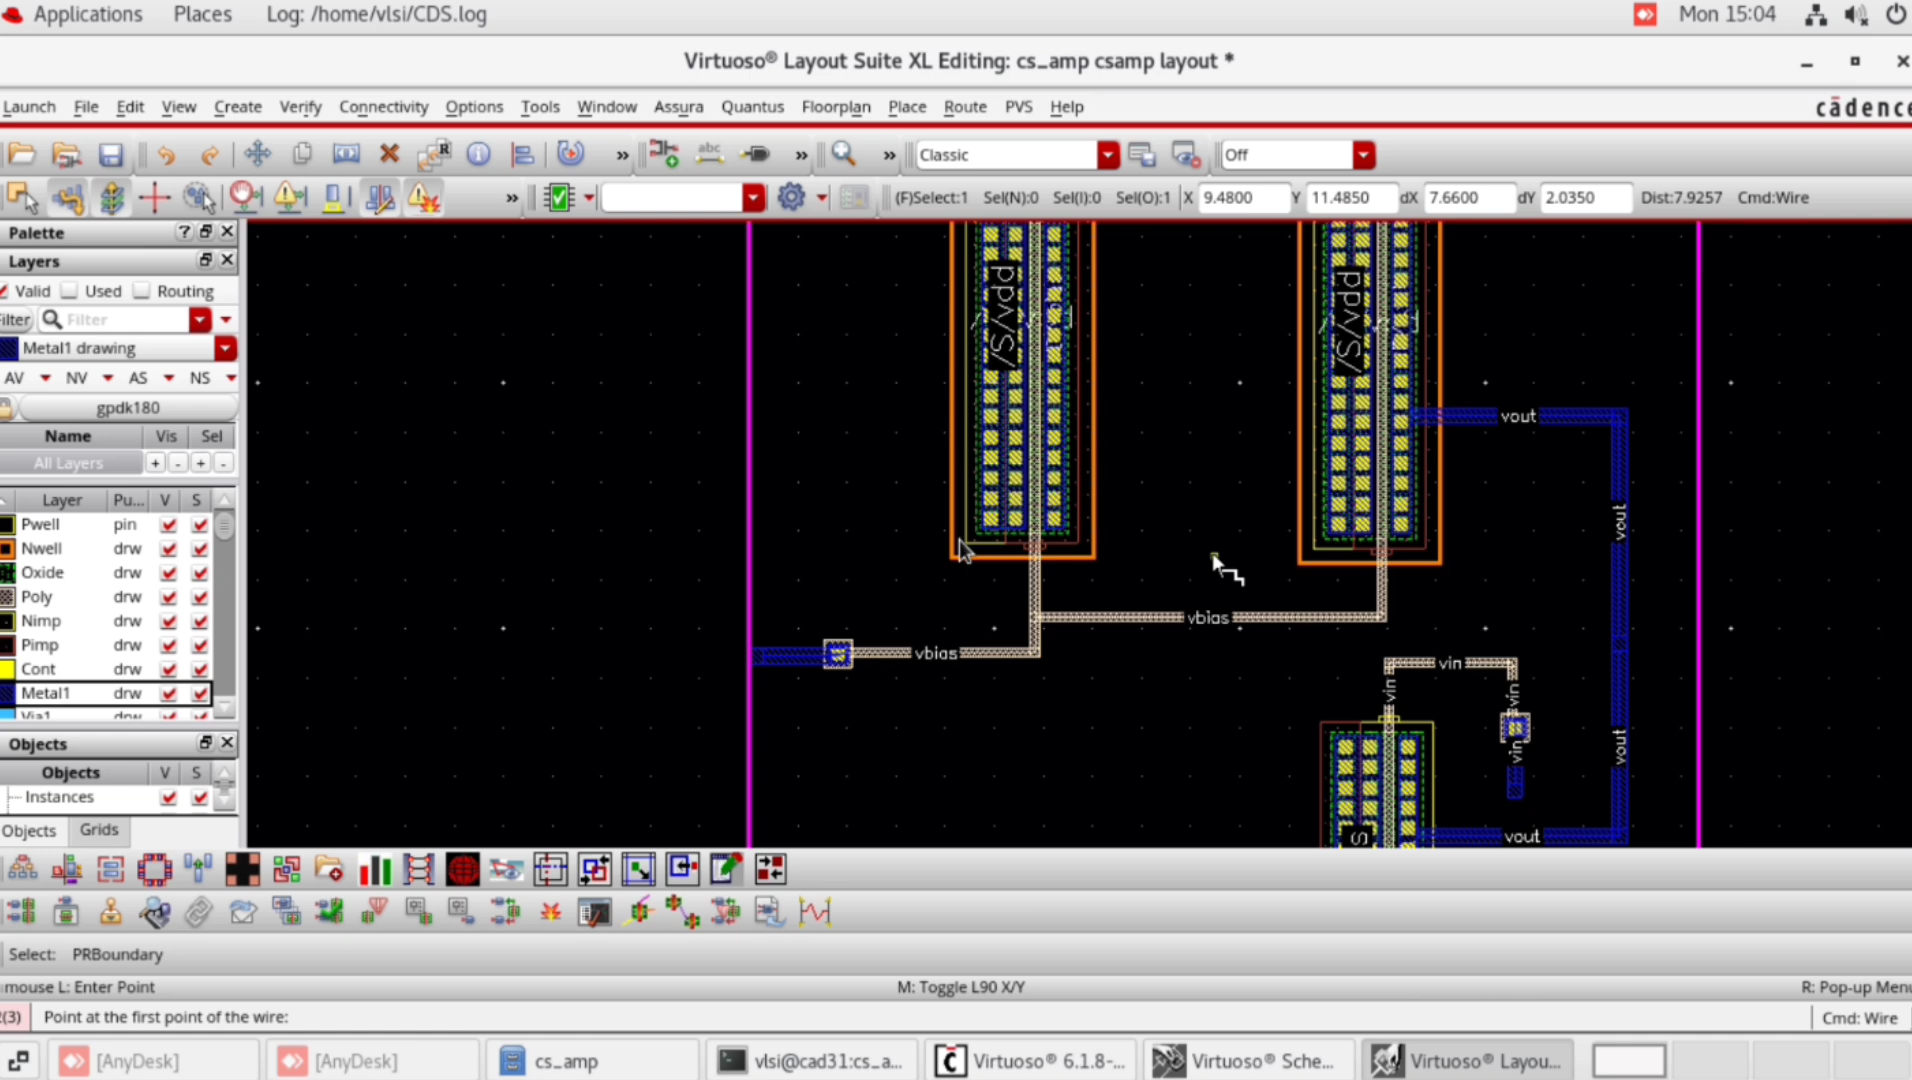 Applications Places Log: /home/vlsi/CDS.log Mon 15:04
Virtuoso® Layout Suite XL Editing: cs_amp csamp layout *
Launch File Edit View Create Verify Connectivity Options Tools Window Assura Quantus Floorplan Place Route PVS Help cādence
R abc » » » Classic Off
» (F)Select:1 Sel(N):0 Sel(I):0 Sel(O):1 X 9.4800 Y 11.4850 dX 7.6600 dY 2.0350 Dist:7.9257 Cmd:Wire
Palette
Layers
Valid Used Routing
Filter Filter
Metal1 drawing
AV NV AS NS
gpdk180
Name Vis Sel
All Layers + - + -
Layer Pu... V S
Pwell pin
Nwell drw
Oxide drw
Poly drw
Nimp drw
Pimp drw
Cont drw
Metal1 drw
Via1 drw
Objects
Objects V S
Instances
Objects Grids
/S/vdd
/S/vdd
vout
vout
vbias
vbias
vin
vin
vin
vin
vout
vout
S
Select: PRBoundary
mouse L: Enter Point M: Toggle L90 X/Y R: Pop-up Menu
2(3) Point at the first point of the wire: Cmd: Wire
[AnyDesk] [AnyDesk] cs_amp vlsi@cad31:cs_a... Virtuoso® 6.1.8-... Virtuoso® Sche... Virtuoso® Layou...